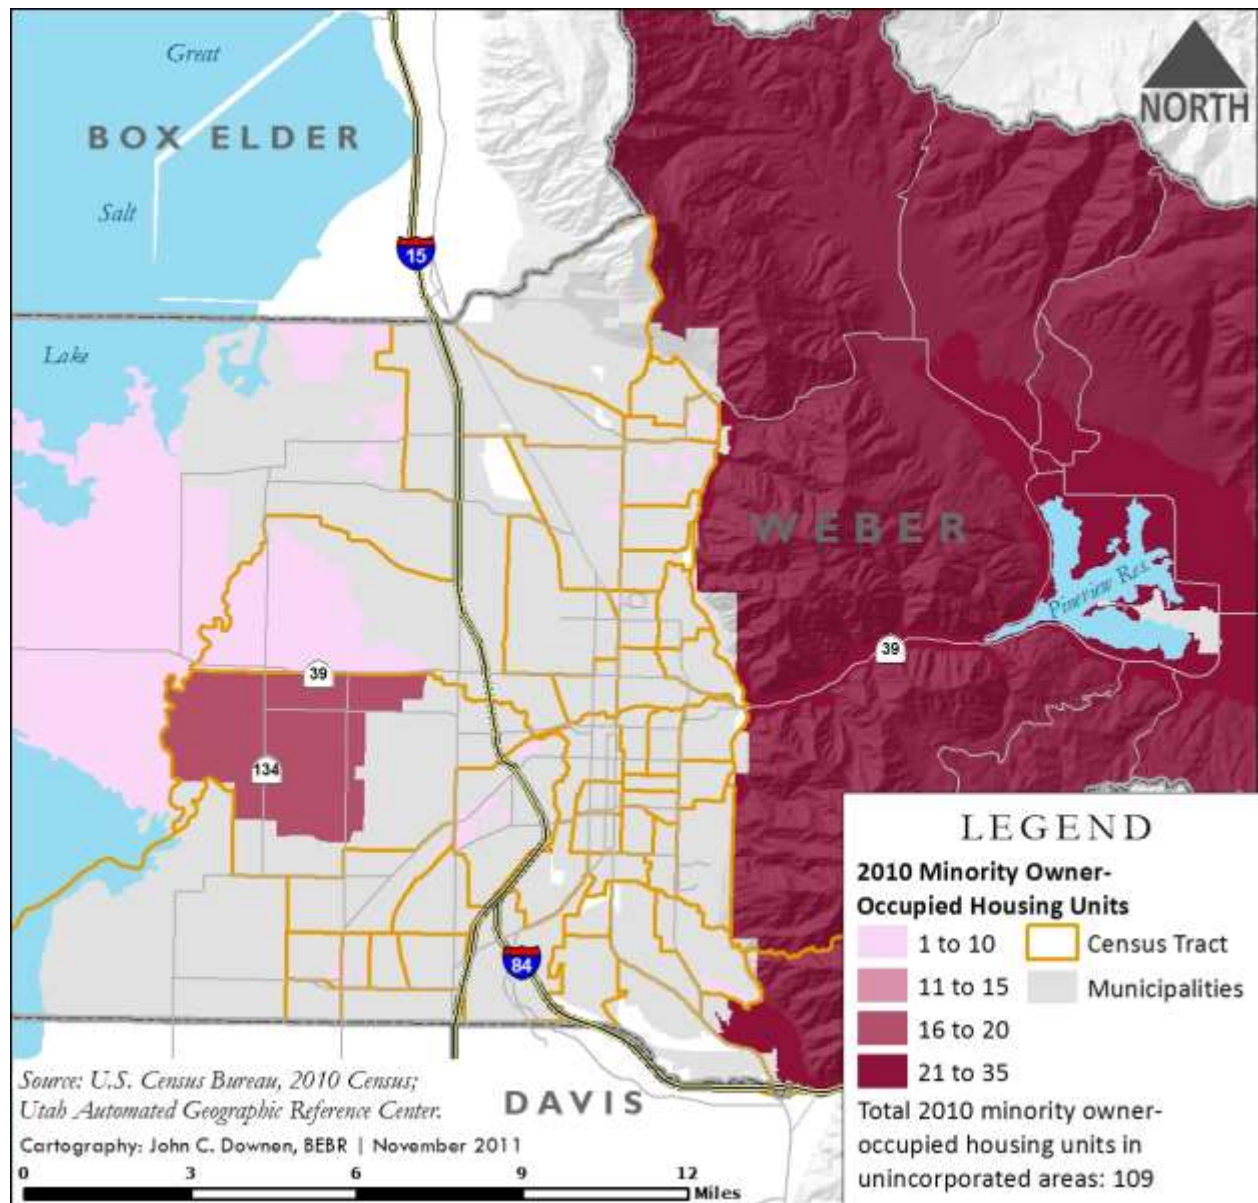 Great
BOX ELDER
NORTH
Salt
15
Lake
WEBER
Pineview Res.
39
39
134
LEGEND
2010 Minority Owner-
Occupied Housing Units
1 to 10
Census Tract
11 to 15
Municipalities
16 to 20
21 to 35
Total 2010 minority owner-
occupied housing units in
unincorporated areas: 109
84
DAVIS
Source: U.S. Census Bureau, 2010 Census;
Utah Automated Geographic Reference Center.
Cartography: John C. Downen, BEBR | November 2011
0 3 6 9 12
Miles